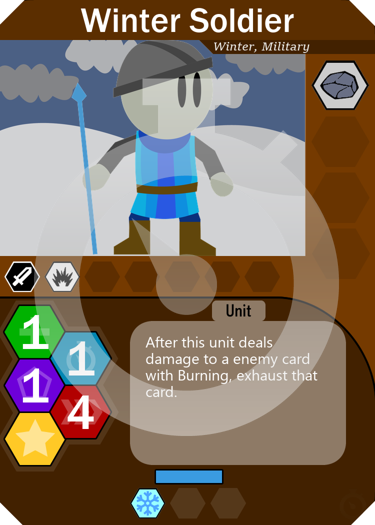 Winter Soldier
Winter, Military
Unit
1
1
1
4
After this unit deals
damage to a enemy card
with Burning, exhaust that
card.